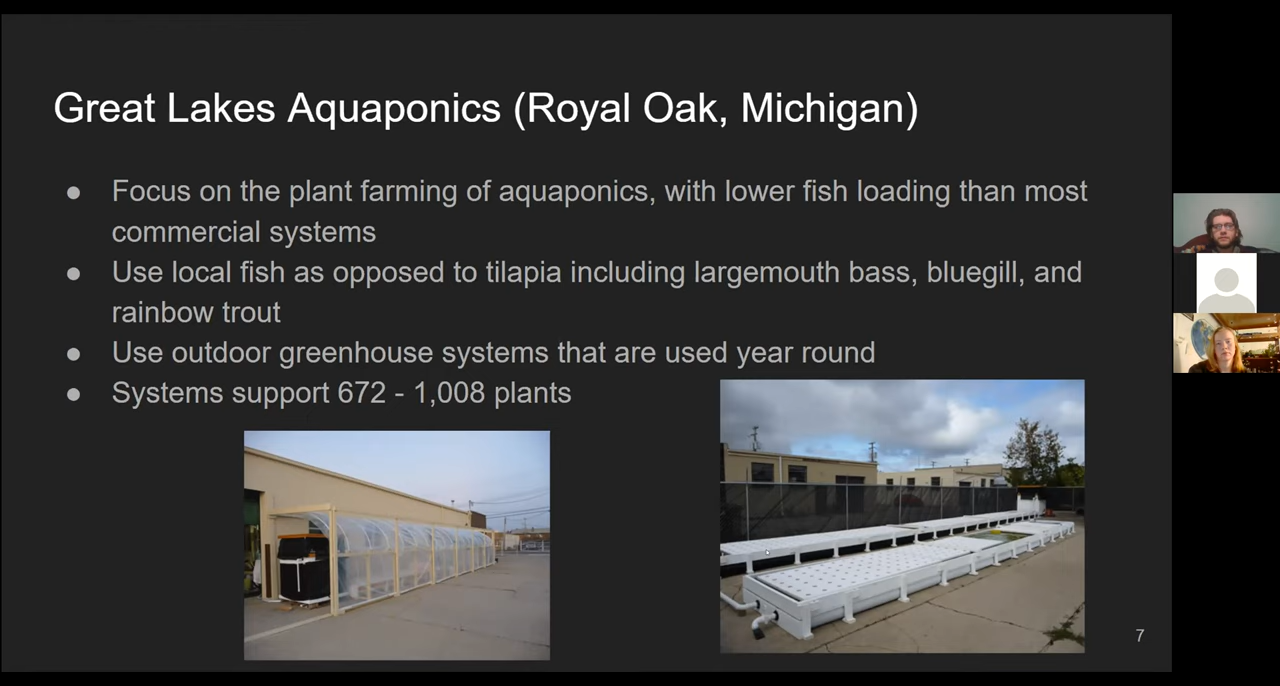 Great Lakes Aquaponics (Royal Oak, Michigan)
● Focus on the plant farming of aquaponics, with lower fish loading than most
commercial systems
● Use local fish as opposed to tilapia including largemouth bass, bluegill, and
rainbow trout
● Use outdoor greenhouse systems that are used year round
● Systems support 672 - 1,008 plants
7